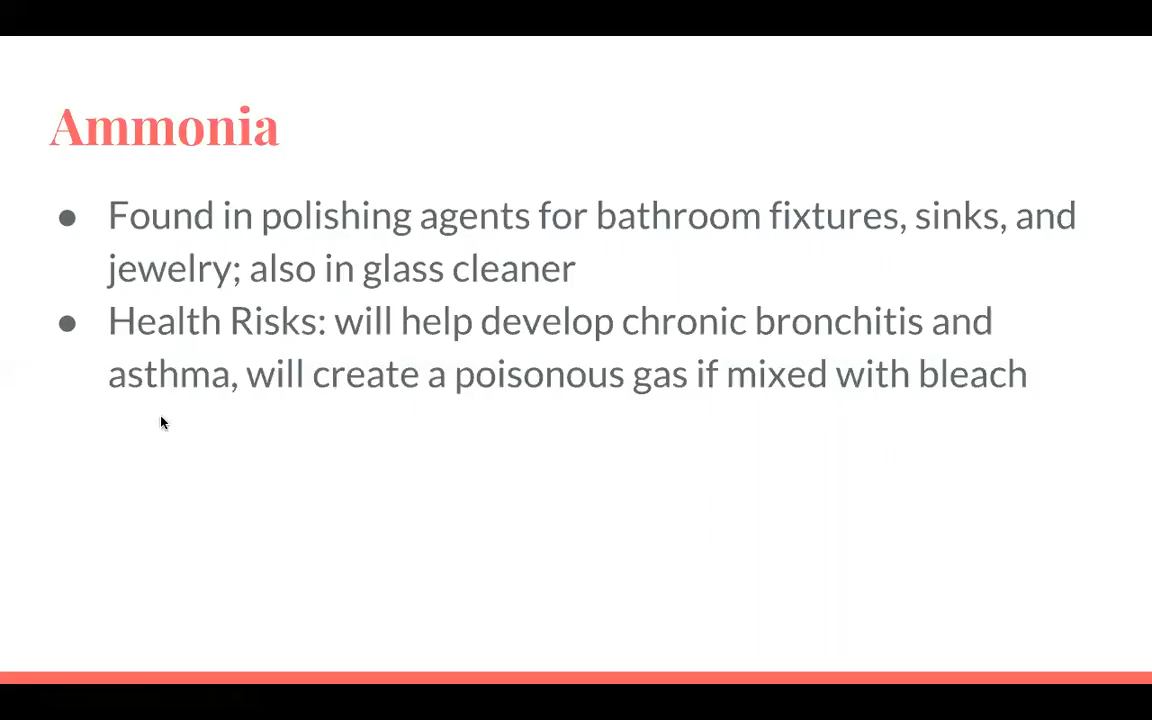 Ammonia
● Found in polishing agents for bathroom fixtures, sinks, and
jewelry; also in glass cleaner
● Health Risks: will help develop chronic bronchitis and
asthma, will create a poisonous gas if mixed with bleach